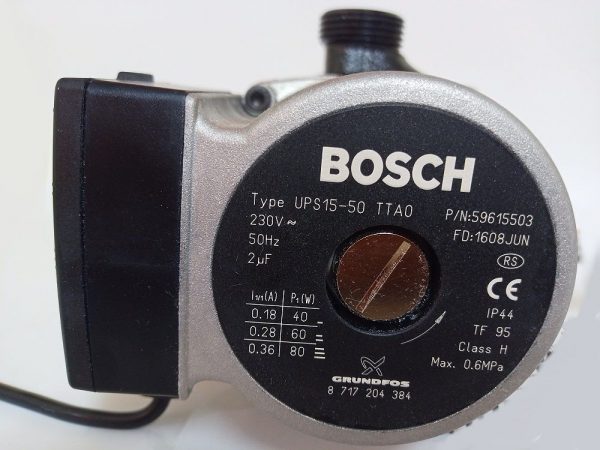 BOSCH
Type UPS15-50 TTAO
P/N:59615503
230V ~
FD:1608JUN
50Hz
2µF
RS
CE
I1/1(A) P1(W)
0.18 40
0.28 60
0.36 80
IP44
TF 95
Class H
Max. 0.6MPa
GRUNDFOS
8 717 204 384